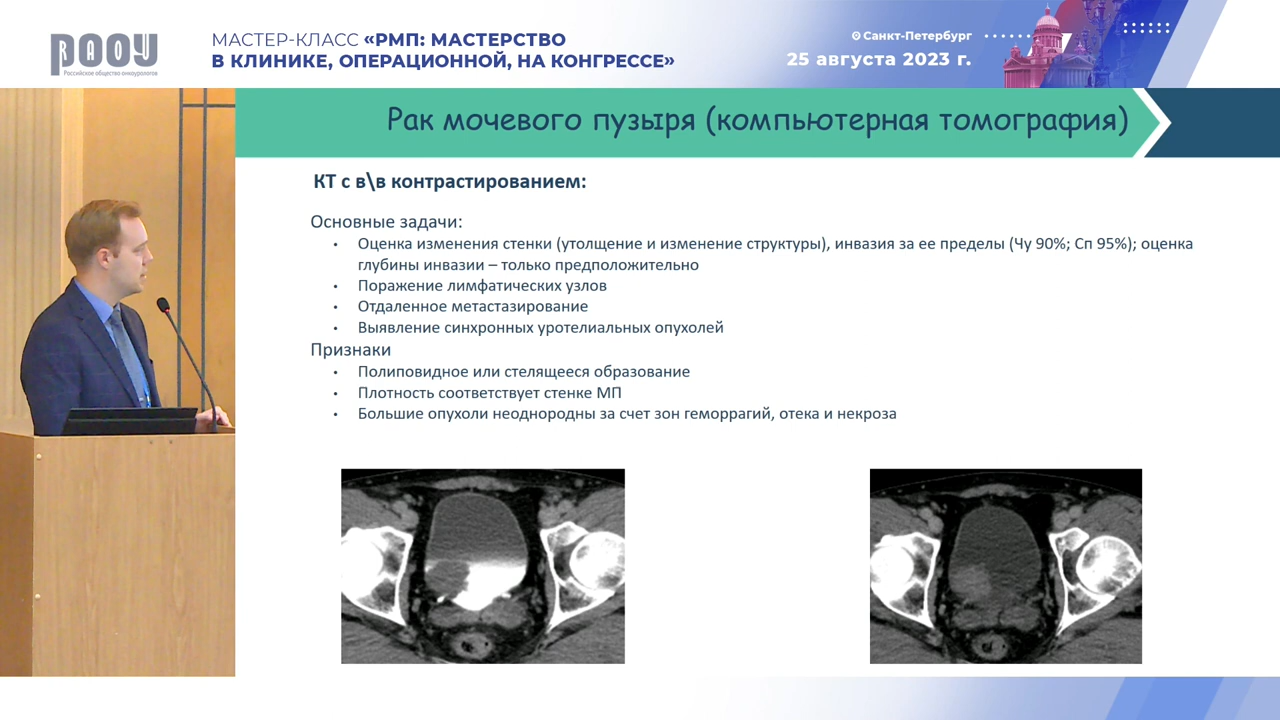 RAOU
Российское общество онкоурологов
МАСТЕР-КЛАСС «РМП: МАСТЕРСТВО
В КЛИНИКЕ, ОПЕРАЦИОННОЙ, НА КОНГРЕССЕ»
Санкт-Петербург
25 августа 2023 г.
Рак мочевого пузыря (компьютерная томография)
КТ с в\в контрастированием:
Основные задачи:
• Оценка изменения стенки (утолщение и изменение структуры), инвазия за ее пределы (Чу 90%; Сп 95%); оценка
глубины инвазии – только предположительно
• Поражение лимфатических узлов
• Отдаленное метастазирование
• Выявление синхронных уротелиальных опухолей
Признаки
• Полиповидное или стелящееся образование
• Плотность соответствует стенке МП
• Большие опухоли неоднородны за счет зон геморрагий, отека и некроза